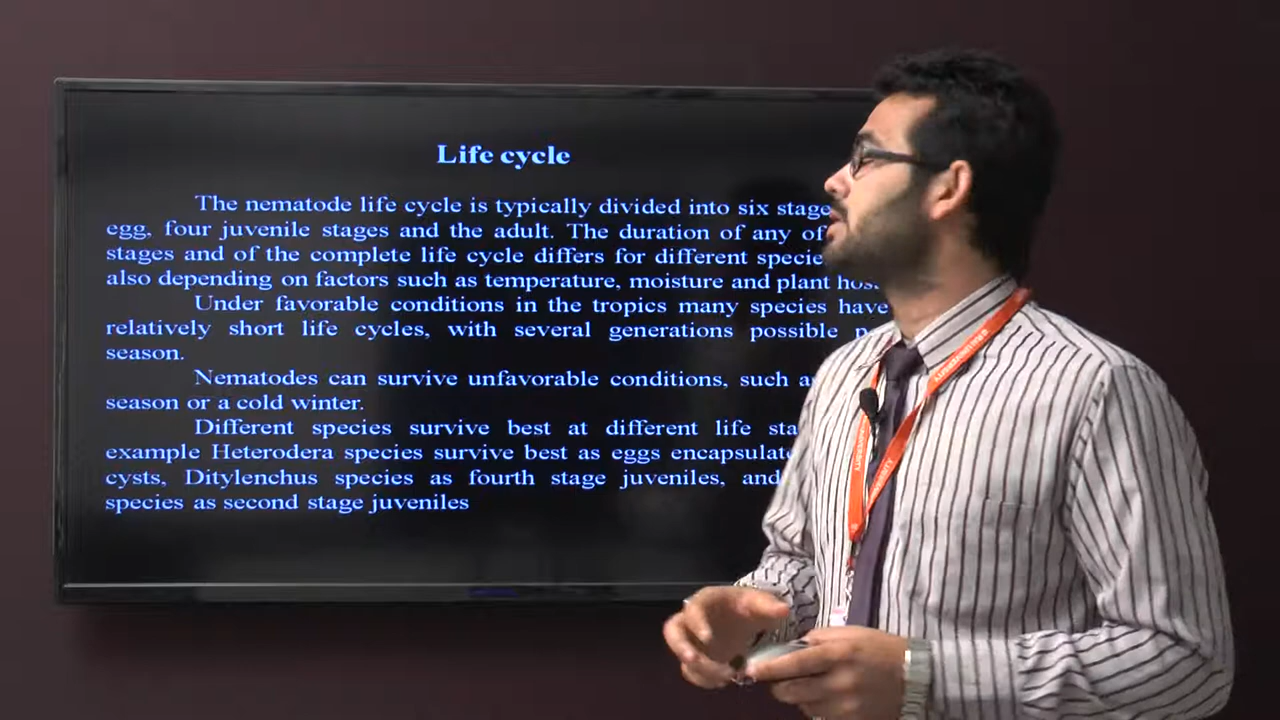 Life cycle
The nematode life cycle is typically divided into six stage
egg, four juvenile stages and the adult. The duration of any of
stages and of the complete life cycle differs for different specie
also depending on factors such as temperature, moisture and plant hos
Under favorable conditions in the tropics many species have
relatively short life cycles, with several generations possible
season.
Nematodes can survive unfavorable conditions, such
season or a cold winter.
Different species survive best at different life
example Heterodera species survive best as eggs encapsulate
cysts, Ditylenchus species as fourth stage juveniles, and
species as second stage juveniles
UNIVERSITY